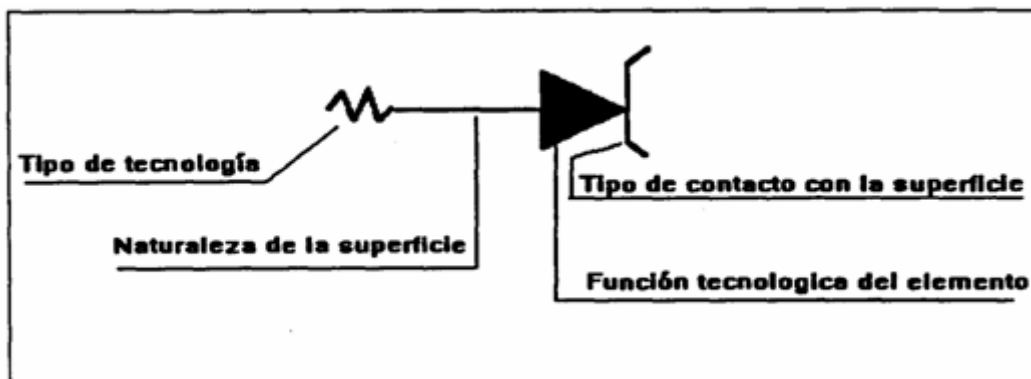 Tipo de tecnología
Tipo de contacto con la superficie
Naturaleza de la superficie
Función tecnologica del elemento